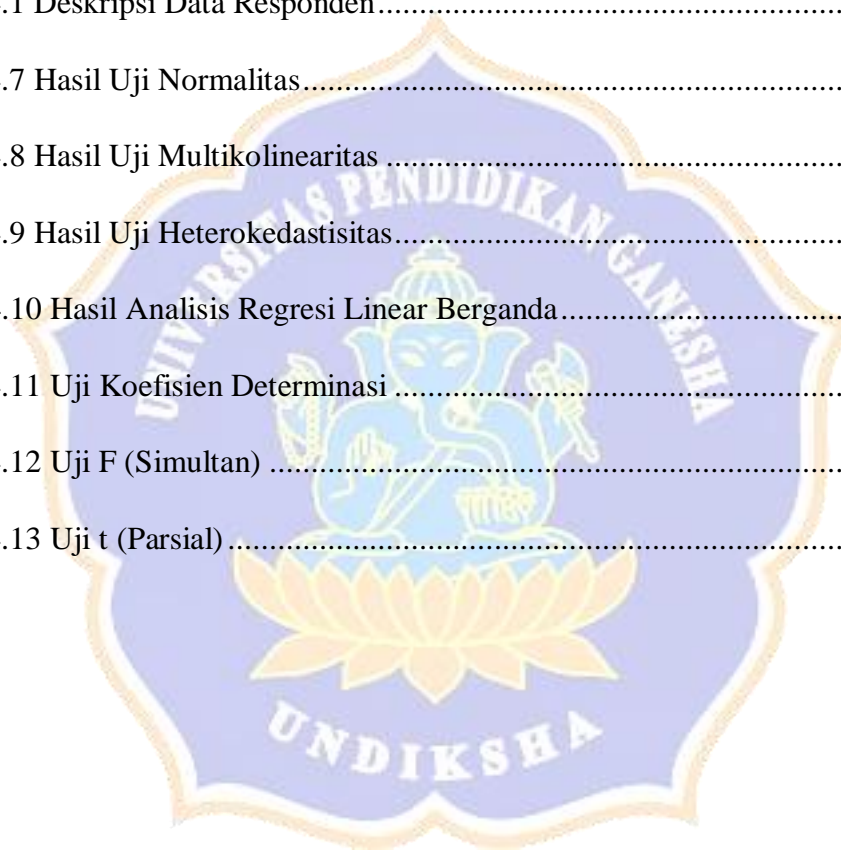 .1 Deskripsi Data Responden
.7 Hasil Uji Normalitas
.8 Hasil Uji Multikolinearitas
.9 Hasil Uji Heterokedastisitas
.10 Hasil Analisis Regresi Linear Berganda
.11 Uji Koefisien Determinasi
.12 Uji F (Simultan)
.13 Uji t (Parsial)
UNIVERSITAS PENDIDIKAN GANESHA
UNDIKSHA